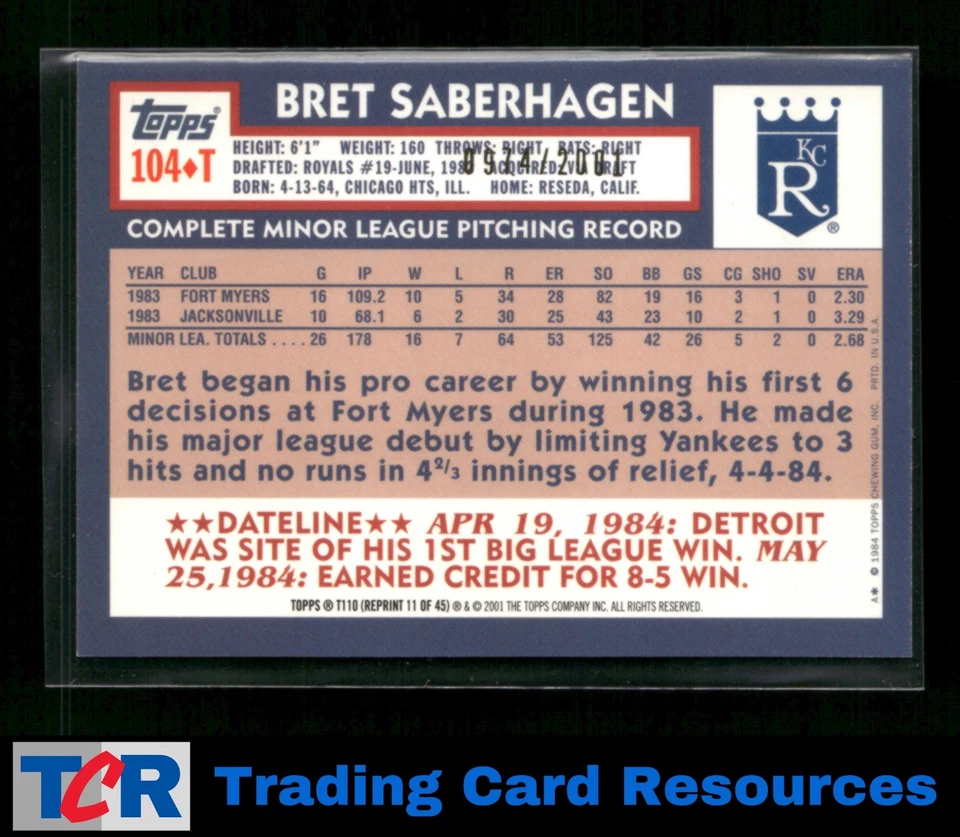 BRET SABERHAGEN
Topps®
104♦T
HEIGHT: 6'1" WEIGHT: 160 THROWS: RIGHT, BATS: RIGHT
DRAFTED: ROYALS #19-JUNE, ACQUIRED: VIA DRAFT
0974/2001
BORN: 4-13-64, CHICAGO HTS, ILL. HOME: RESEDA, CALIF.
KC
R®
COMPLETE MINOR LEAGUE PITCHING RECORD
YEAR CLUB G IP W L R ER SO BB GS CG SHO SV ERA
1983 FORT MYERS 16 109.2 10 5 34 28 82 19 16 3 1 0 2.30
1983 JACKSONVILLE 10 68.1 6 2 30 25 43 23 10 2 1 0 3.29
MINOR LEA. TOTALS .... 26 178 16 7 64 53 125 42 26 5 2 0 2.68
Bret began his pro career by winning his first 6
decisions at Fort Myers during 1983. He made
his major league debut by limiting Yankees to 3
hits and no runs in 4 2/3 innings of relief, 4-4-84.
★★DATELINE★★ APR 19, 1984: DETROIT
WAS SITE OF HIS 1ST BIG LEAGUE WIN. MAY
25,1984: EARNED CREDIT FOR 8-5 WIN.
TOPPS ® T110 (REPRINT 11 OF 45) ® & © 2001 THE TOPPS COMPANY INC. ALL RIGHTS RESERVED.
A✱ © 1984 TOPPS CHEWING GUM, INC. PRTD. IN U.S.A.
TCR Trading Card Resources